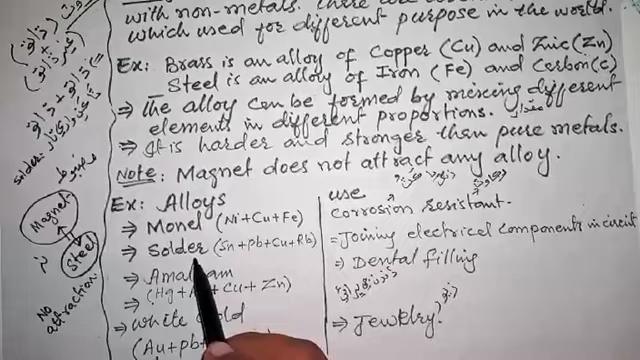 with non-metals. There are
which used for different purpose in the world.
Ex: Brass is an alloy of Copper (Cu) and Zinc (Zn)
Steel is an alloy of Iron (Fe) and Carbon (C)
⇒ The alloy can be formed by mixing different
elements in different proportions. مقدار
⇒ It is harder and stronger than pure metals.
Note: Magnet does not attract any alloy.
Ex: Alloys
⇒ Monel (Ni+Cu+Fe)
⇒ Solder (Sn+Pb+Cu+Rb)
⇒ Amalgam
⇒ (Hg+ +Cu+Zn)
⇒ White Gold
(Au+Pb+
use
Corrosion resistant.
⇒ Joining electrical components in circuit
⇒ Dental filling
⇒ Jewelry.
Solder:
Magnet
Steel
No
attraction